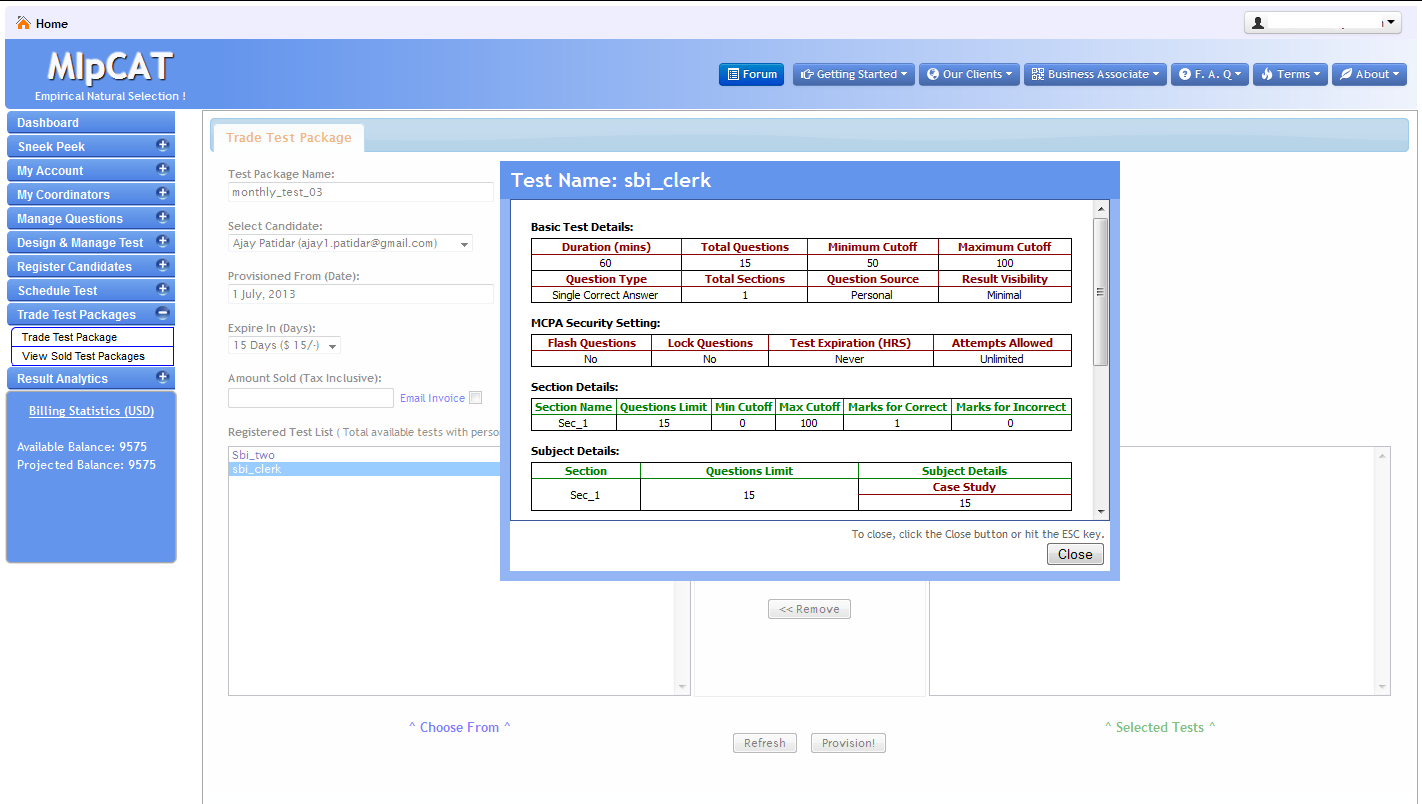 Home
MlpCAT
Empirical Natural Selection !
Forum Getting Started Our Clients Business Associate F. A. Q Terms About
Dashboard
Sneek Peek
My Account
My Coordinators
Manage Questions
Design & Manage Test
Register Candidates
Schedule Test
Trade Test Packages
Trade Test Package
View Sold Test Packages
Result Analytics
Billing Statistics (USD)
Available Balance: 9575
Projected Balance: 9575
Trade Test Package
Test Package Name:
monthly_test_03
Select Candidate:
Ajay Patidar (ajay1.patidar@gmail.com)
Provisioned From (Date):
1 July, 2013
Expire In (Days):
15 Days ($ 15/-)
Amount Sold (Tax Inclusive):
Email Invoice
Registered Test List ( Total available tests with perso
Sbi_two
sbi_clerk
Test Name: sbi_clerk
Basic Test Details:
Duration (mins) Total Questions Minimum Cutoff Maximum Cutoff
60 15 50 100
Question Type Total Sections Question Source Result Visibility
Single Correct Answer 1 Personal Minimal
MCPA Security Setting:
Flash Questions Lock Questions Test Expiration (HRS) Attempts Allowed
No No Never Unlimited
Section Details:
Section Name Questions Limit Min Cutoff Max Cutoff Marks for Correct Marks for Incorrect
Sec_1 15 0 100 1 0
Subject Details:
Section Questions Limit Subject Details
Sec_1 15 Case Study
15
To close, click the Close button or hit the ESC key.
Close
<< Remove
^ Choose From ^
^ Selected Tests ^
Refresh Provision!